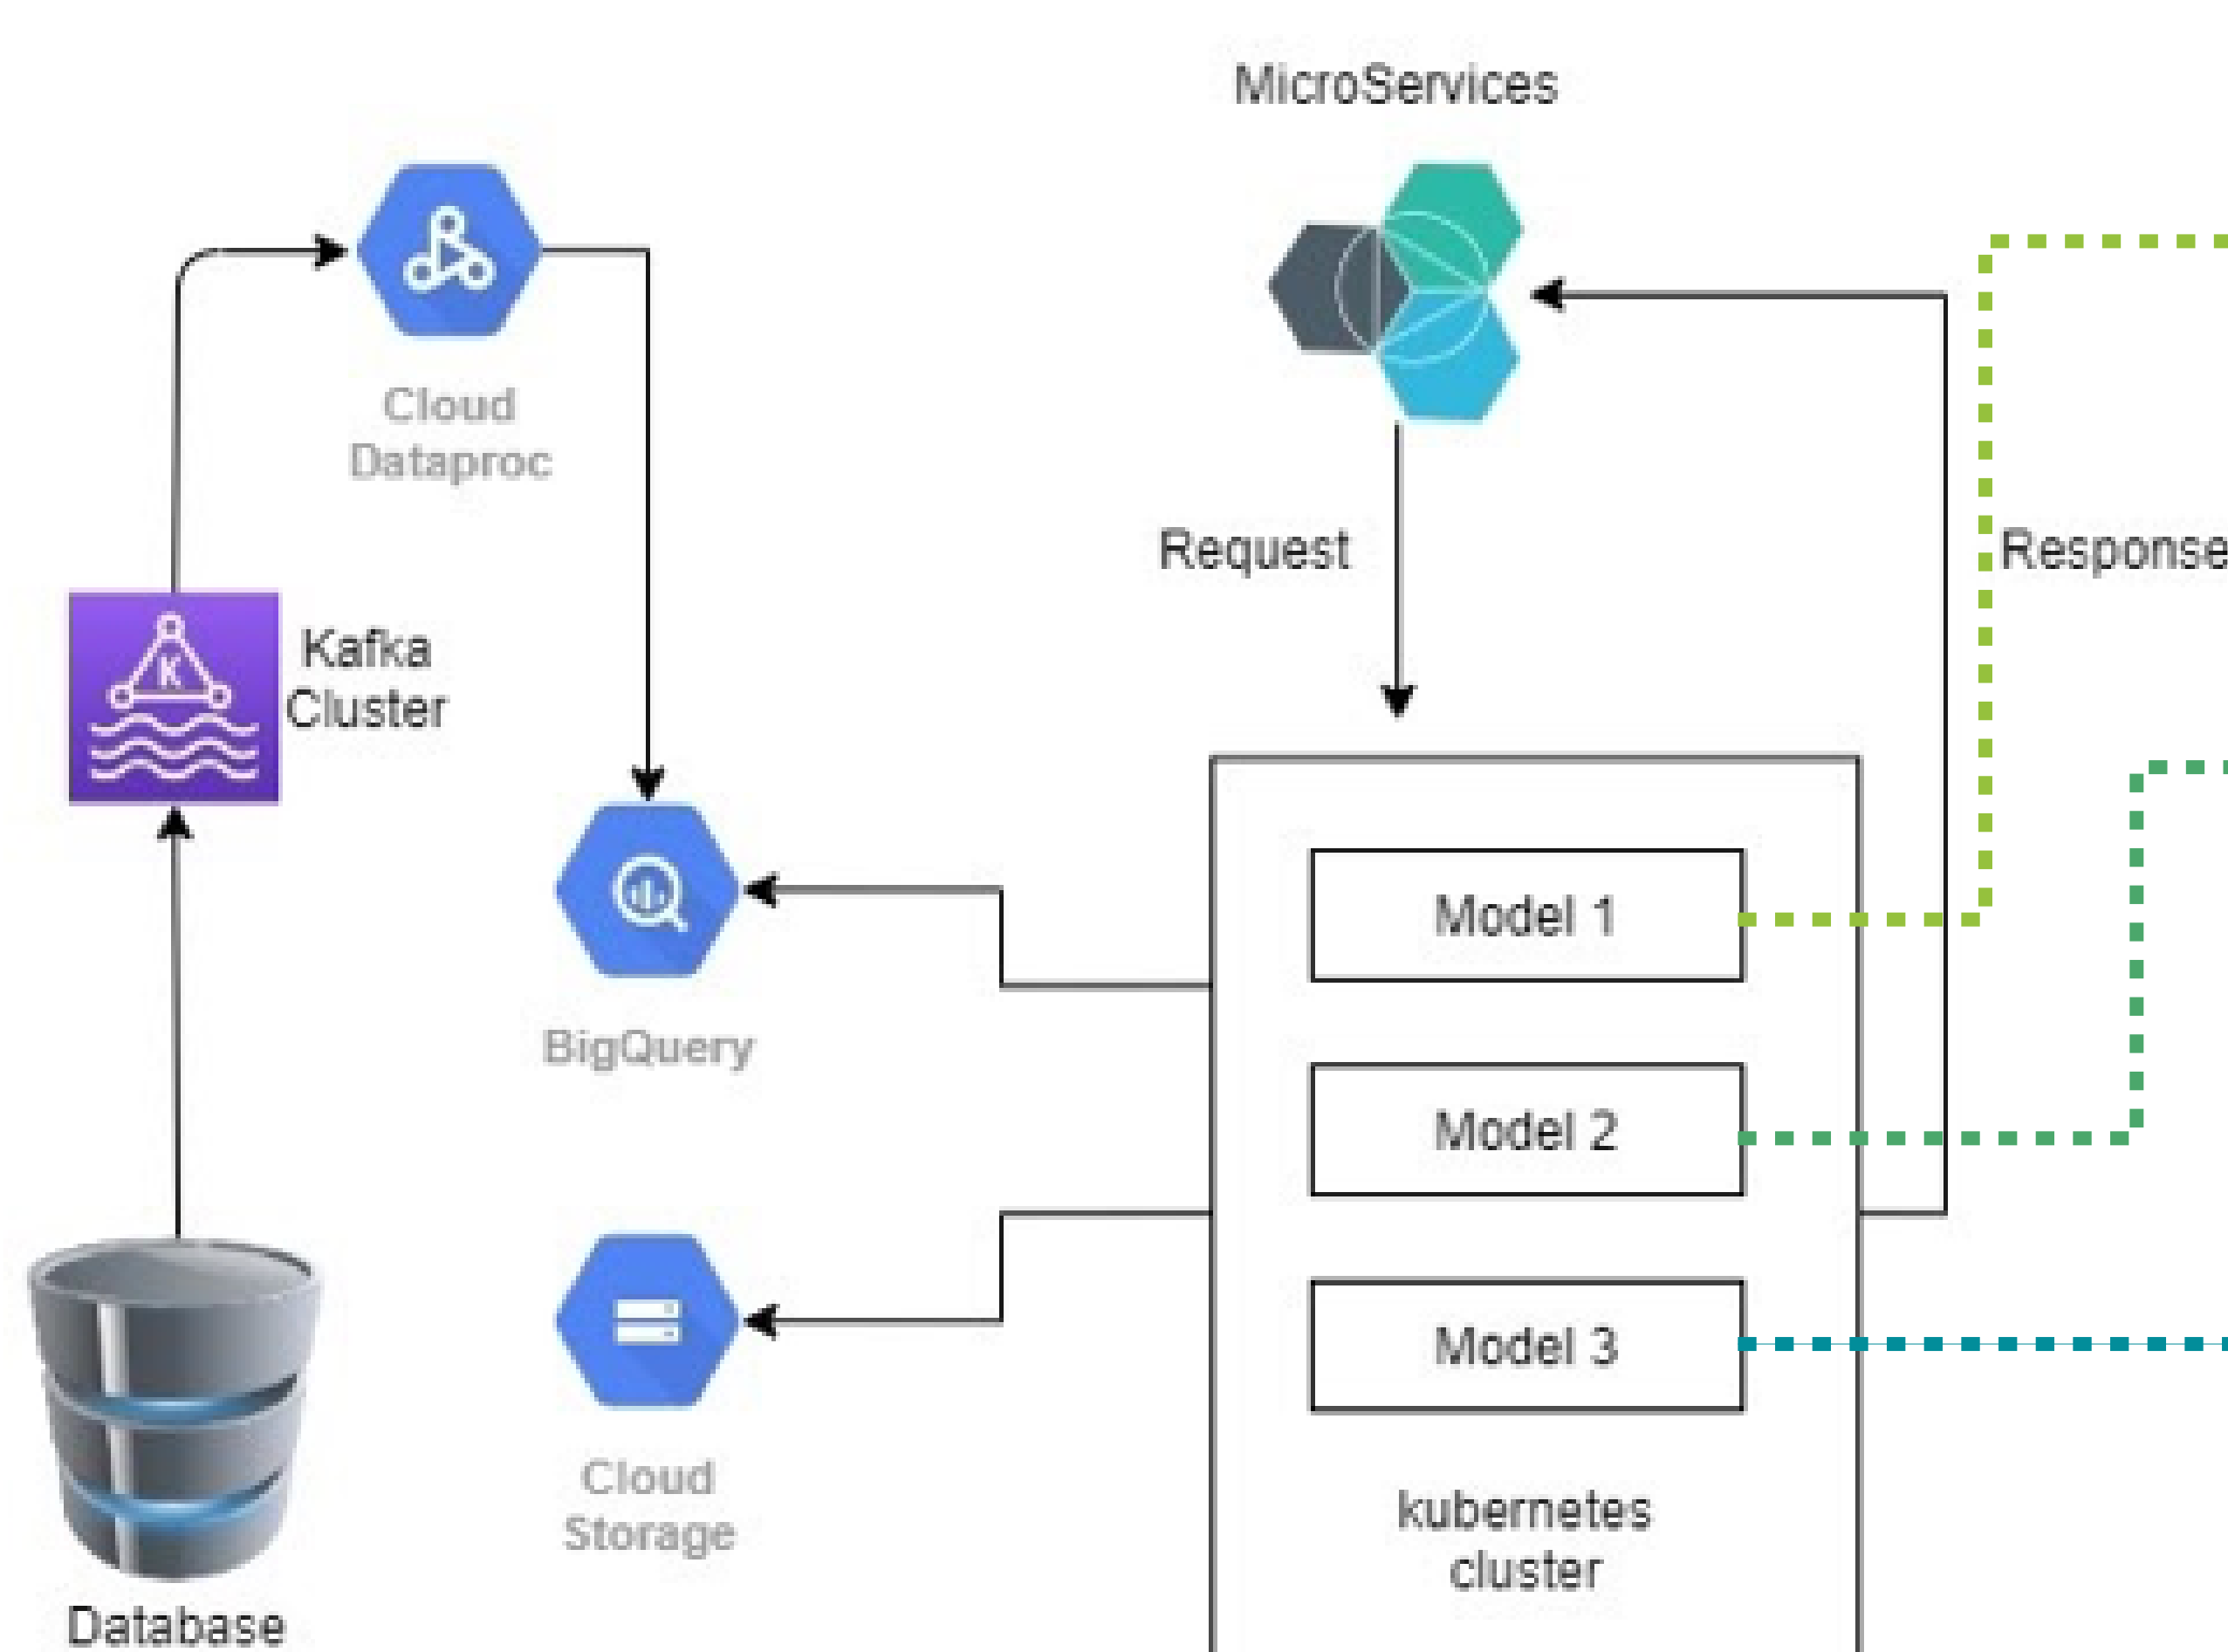 MicroServices
Cloud
Dataproc
Request
Response
Kafka
Cluster
K
Model 1
BigQuery
Model 2
Model 3
Cloud
Storage
kubernetes
cluster
Database